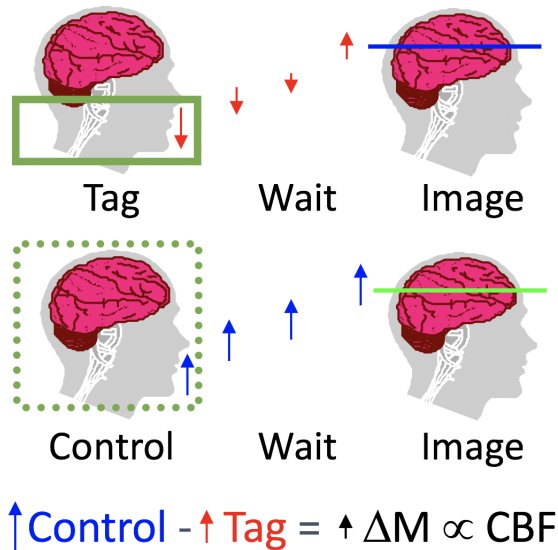 Tag Wait Image
Control Wait Image
Control - Tag = ΔM ∝ CBF